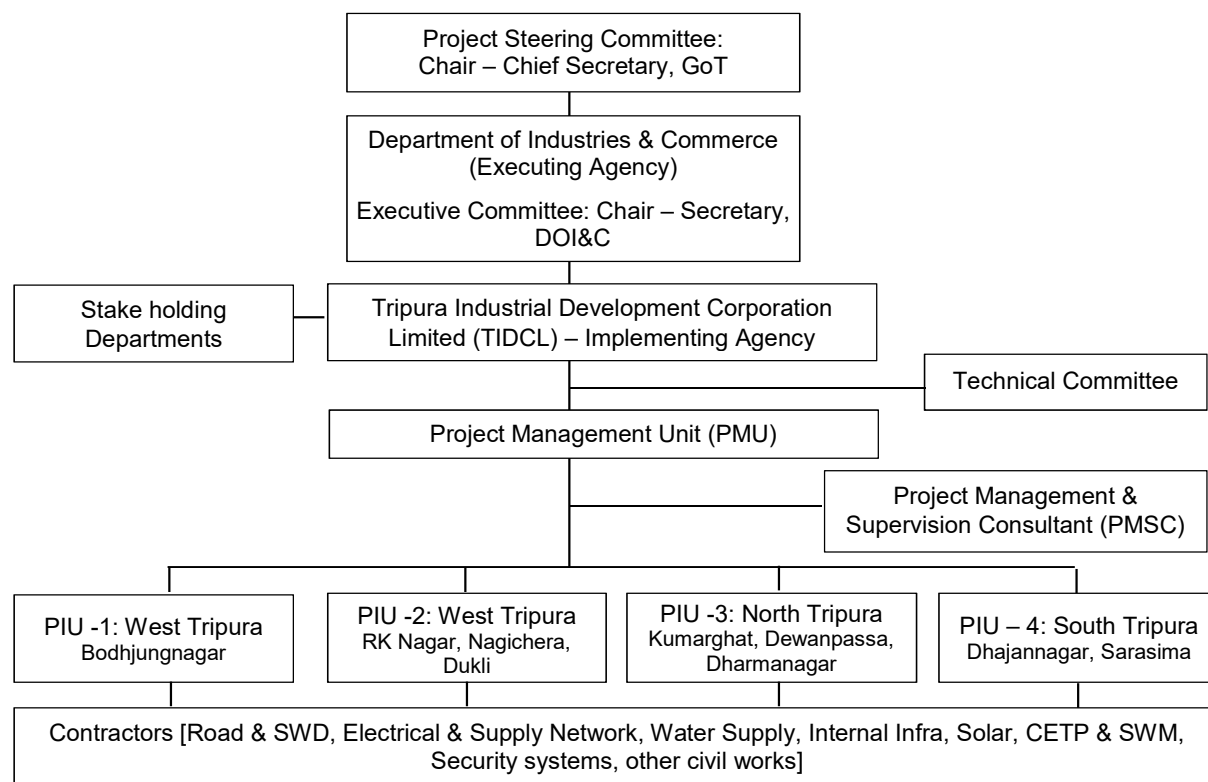 Project Steering Committee:
Chair – Chief Secretary, GoT
Department of Industries & Commerce
(Executing Agency)
Executive Committee: Chair – Secretary,
DOI&C
Stake holding
Departments
Tripura Industrial Development Corporation
Limited (TIDCL) – Implementing Agency
Technical Committee
Project Management Unit (PMU)
Project Management &
Supervision Consultant (PMSC)
PIU -1: West Tripura
Bodhjungnagar
PIU -2: West Tripura
RK Nagar, Nagichera,
Dukli
PIU -3: North Tripura
Kumarghat, Dewanpassa,
Dharmanagar
PIU – 4: South Tripura
Dhajannagar, Sarasima
Contractors [Road & SWD, Electrical & Supply Network, Water Supply, Internal Infra, Solar, CETP & SWM,
Security systems, other civil works]